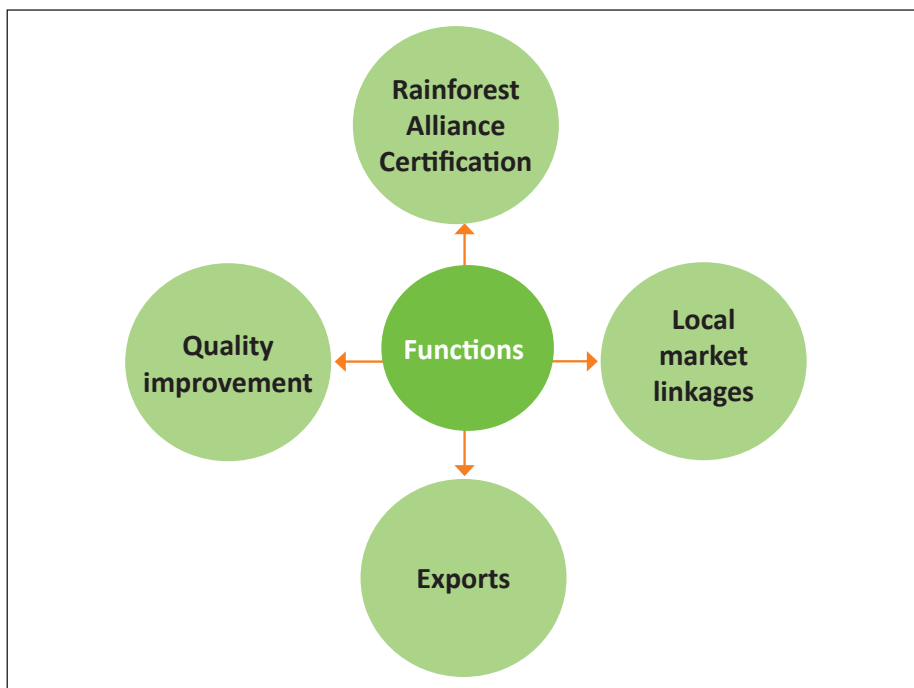 Rainforest
Alliance
Certification
Functions
Quality
improvement
Local
market
linkages
Exports